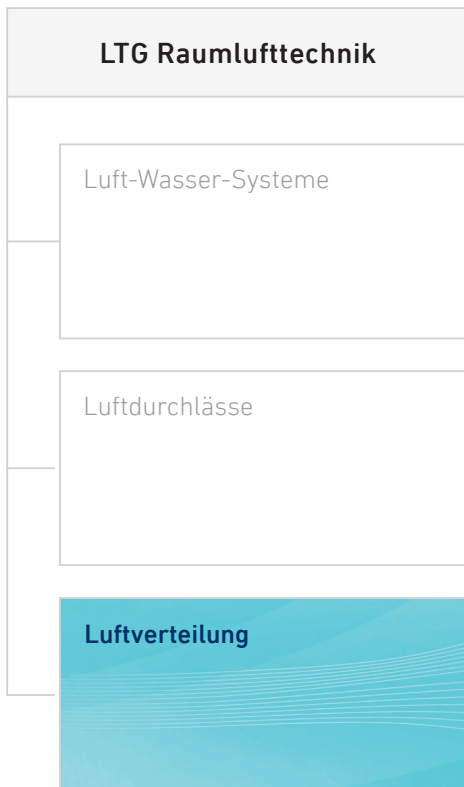 LTG Raumlufttechnik
Luft-Wasser-Systeme
Luftdurchlässe
Luftverteilung